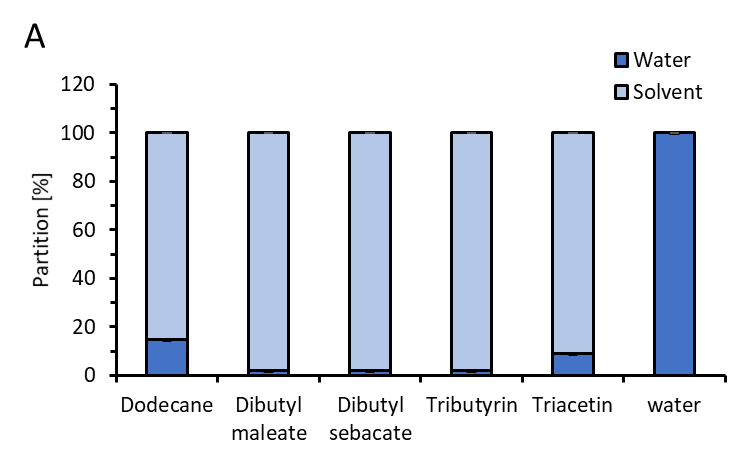 A
Water
Solvent
120
100
80
60
40
20
0
Partition [%]
Dodecane
Dibutyl
maleate
Dibutyl
sebacate
Tributyrin
Triacetin
water